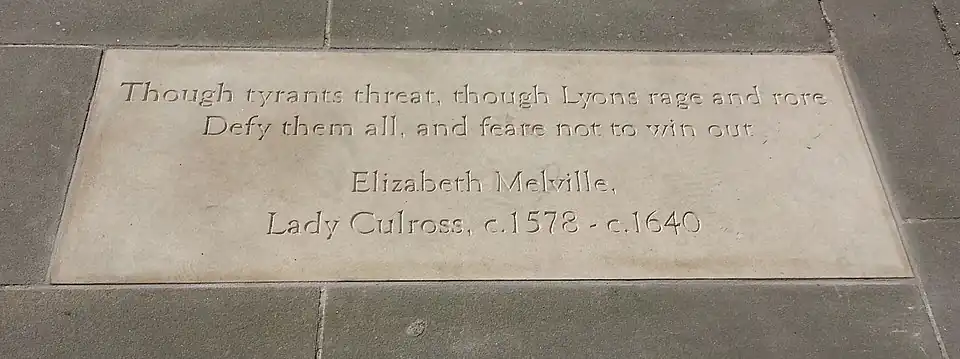 Though tyrants threat, though Lyons rage and rore
Defy them all, and feare not to win out
Elizabeth Melville,
Lady Culross, c.1578 - c.1640